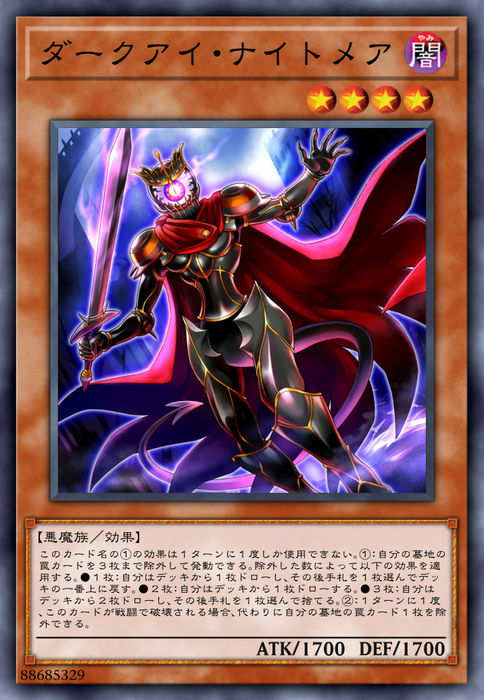 ダークアイ・ナイトメア
闇
やみ
【悪魔族／効果】
このカード名の①の効果は１ターンに１度しか使用できない。①：自分の墓地の
罠カードを３枚まで除外して発動できる。除外した数によって以下の効果を適
用する。●１枚：自分はデッキから１枚ドローし、その後手札を１枚選んでデッ
キの一番上に戻す。●２枚：自分はデッキから１枚ドローする。●３枚：自分は
デッキから２枚ドローし、その後手札を１枚選んで捨てる。②：１ターンに１度
、このカードが戦闘で破壊される場合、代わりに自分の墓地の罠カード１枚を除
外できる。
ATK/1700 DEF/1700
88685329